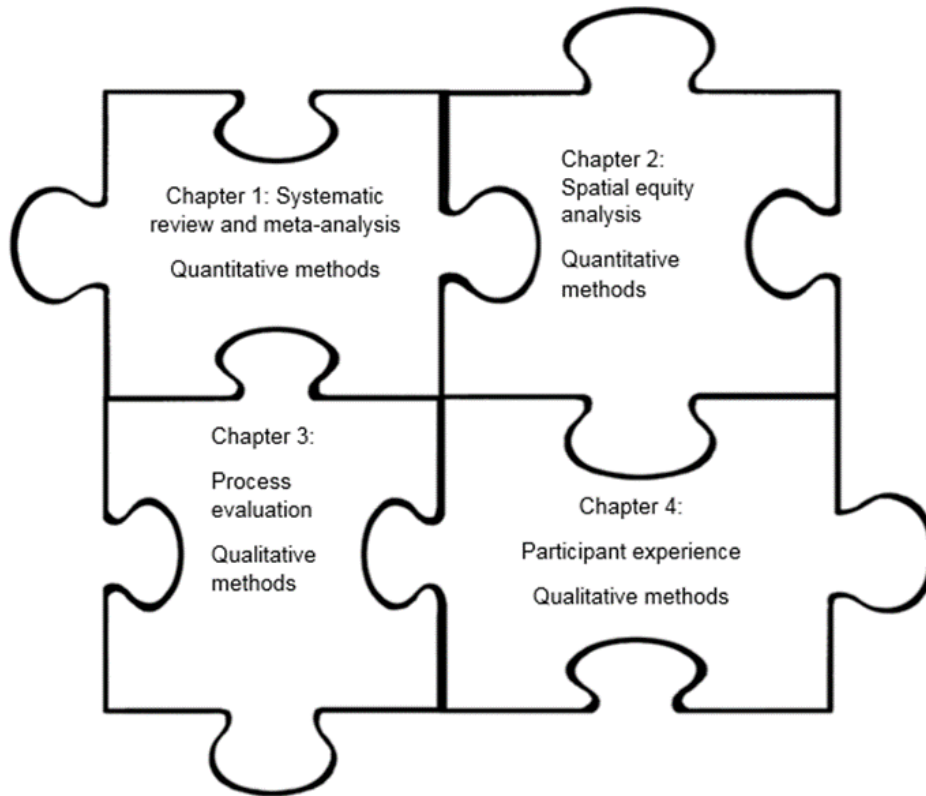 Chapter 1: Systematic
review and meta-analysis
Quantitative methods
Chapter 2:
Spatial equity
analysis
Quantitative
methods
Chapter 3:
Process
evaluation
Qualitative
methods
Chapter 4:
Participant experience
Qualitative methods